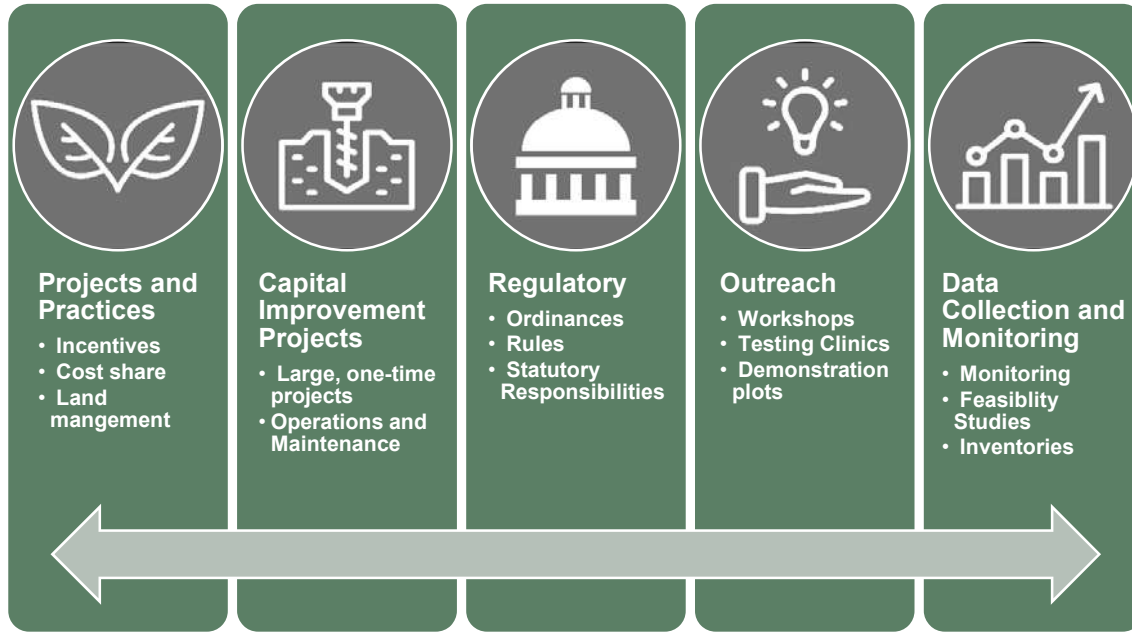 Projects and
Practices
• Incentives
• Cost share
• Land
mangement
Capital
Improvement
Projects
• Large, one-time
projects
• Operations and
Maintenance
Regulatory
• Ordinances
• Rules
• Statutory
Responsibilities
Outreach
• Workshops
• Testing Clinics
• Demonstration
plots
Data
Collection and
Monitoring
• Monitoring
• Feasiblity
Studies
• Inventories